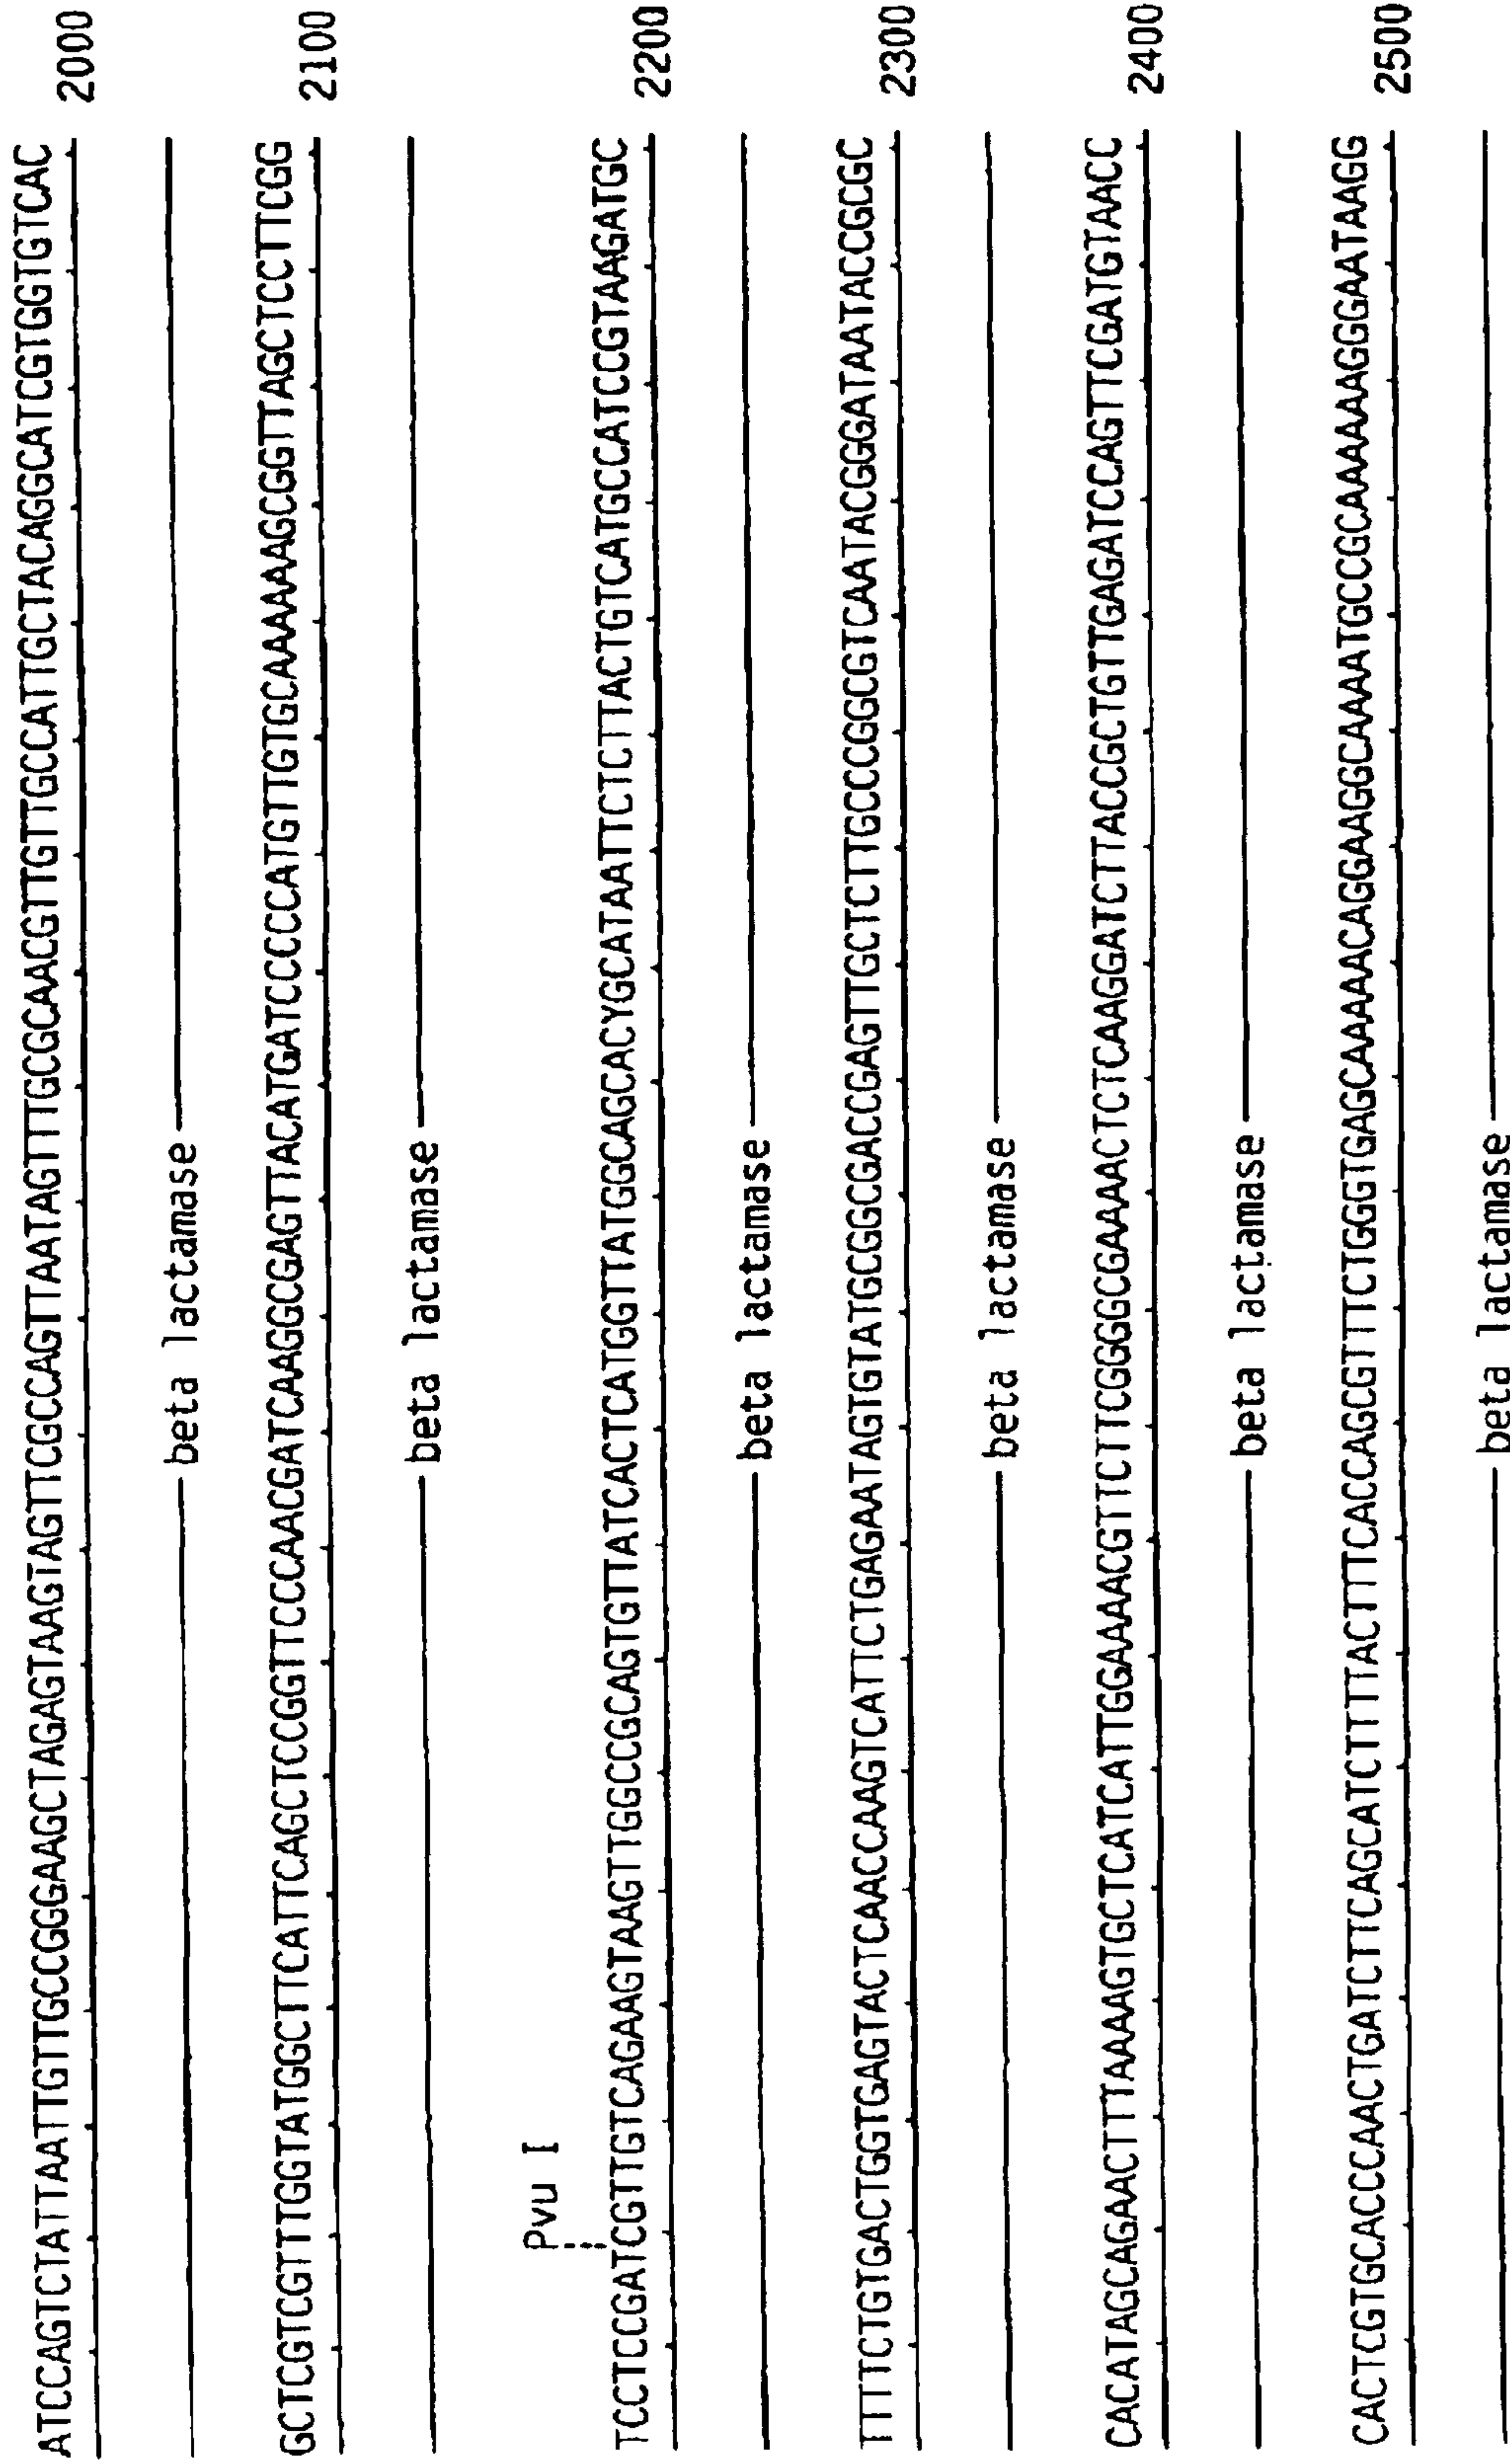 ATCCAGTCTATTAATTGTTGCCGGGAAGCTAGAGTAAGTAGTTCGCCAGTTAATAGTTTGCGCAACGTTGTTGCCATTGCTACAGGCATCGTGGTGTCAC 2000
beta lactamase
GCTCGTCGTTTGGTATGGCTTCATTCAGCTCCGGTTCCCAACGATCAAGGCGAGTTACATGATCCCCCATGTTGTGCAAAAAAGCGGTTAGCTCCTTCGG 2100
beta lactamase
Pvu I
TCCTCCGATCGTTGTCAGAAGTAAGTTGGCCGCAGTGTTATCACTCATGGTTATGGCAGCACYGCATAATTCTCTTACTGTCATGCCATCCGTAAGATGC 2200
beta lactamase
TTTTCTGTGACTGGTGAGTACTCAACCAAGTCATTCTGAGAATAGTGTATGCGGCGACCGAGTTGCTCTTGCCCGGCGTCAATACGGGATAATACCGCGC 2300
beta lactamase
CACATAGCAGAACTTTAAAAGTGCTCATCATTGGAAAACGTTCTTCGGGGCGAAAACTCTCAAGGATCTTACCGCTGTTGAGATCCAGTTCGATGTAACC 2400
beta lactamase
CACTCGTGCACCCAACTGATCTTCAGCATCTTTTACTTTCACCAGCGTTTCTGGGTGAGCAAAAACAGGAAGGCAAAATGCCGCAAAAAAGGGAATAAGG 2500
beta lactamase